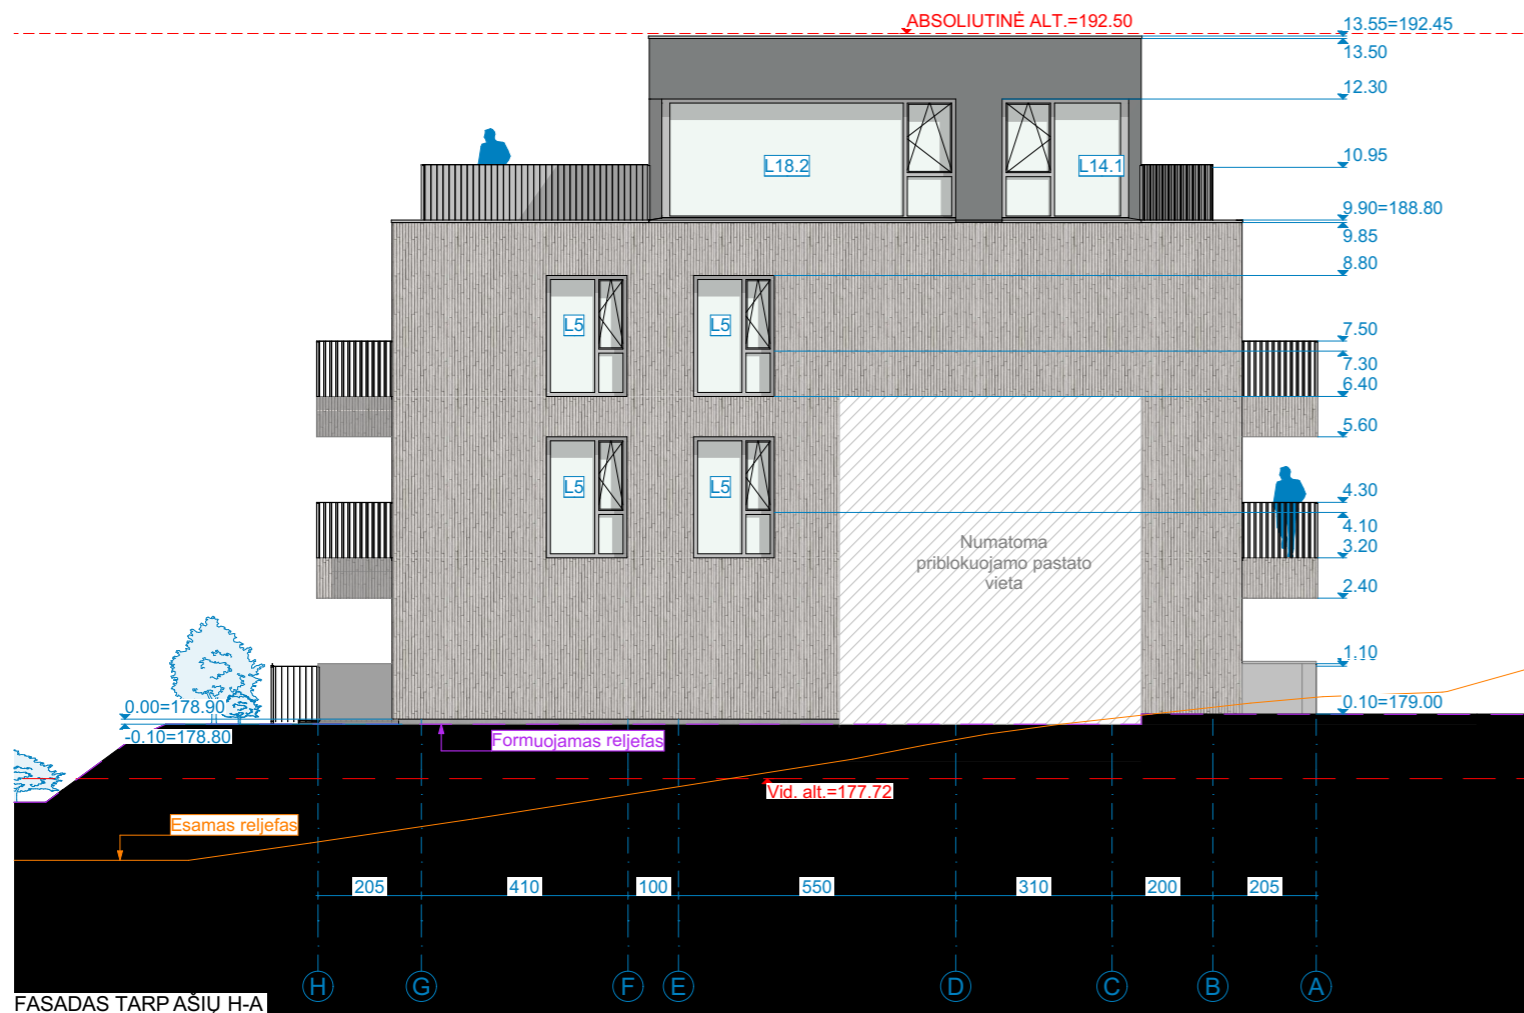 ABSOLIUTINĖ ALT.=192.50
13.55=192.45
13.50
12.30
10.95
L18.2
L14.1
9.90=188.80
9.85
8.80
L5
L5
7.50
7.30
6.40
5.60
L5
L5
4.30
4.10
3.20
2.40
Numatoma
priblokuojamo pastato
vieta
1.10
0.10=179.00
0.00=178.90
-0.10=178.80
Formuojamas reljefas
Vid. alt.=177.72
Esamas reljefas
205 410 100 550 310 200 205
H G F E D C B A
FASADAS TARP AŠIŲ H-A